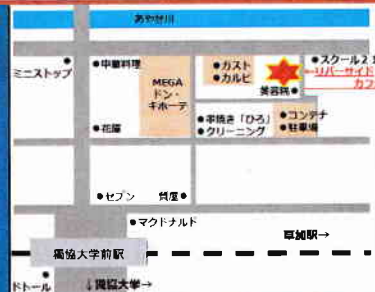 あやせ川
ミニストップ
●中華料理
MEGA
ドン・
キホーテ
●ガスト
●カルビ
美容院●
●スクール21
←リバーサイド
カフ
●花屋
●串焼き「ひろ」
●クリーニング
●コンテナ
●駐車場
●セブン
質屋●
●マクドナルド
草加駅→
獨協大学前駅
ドトール
↓獨協大学→